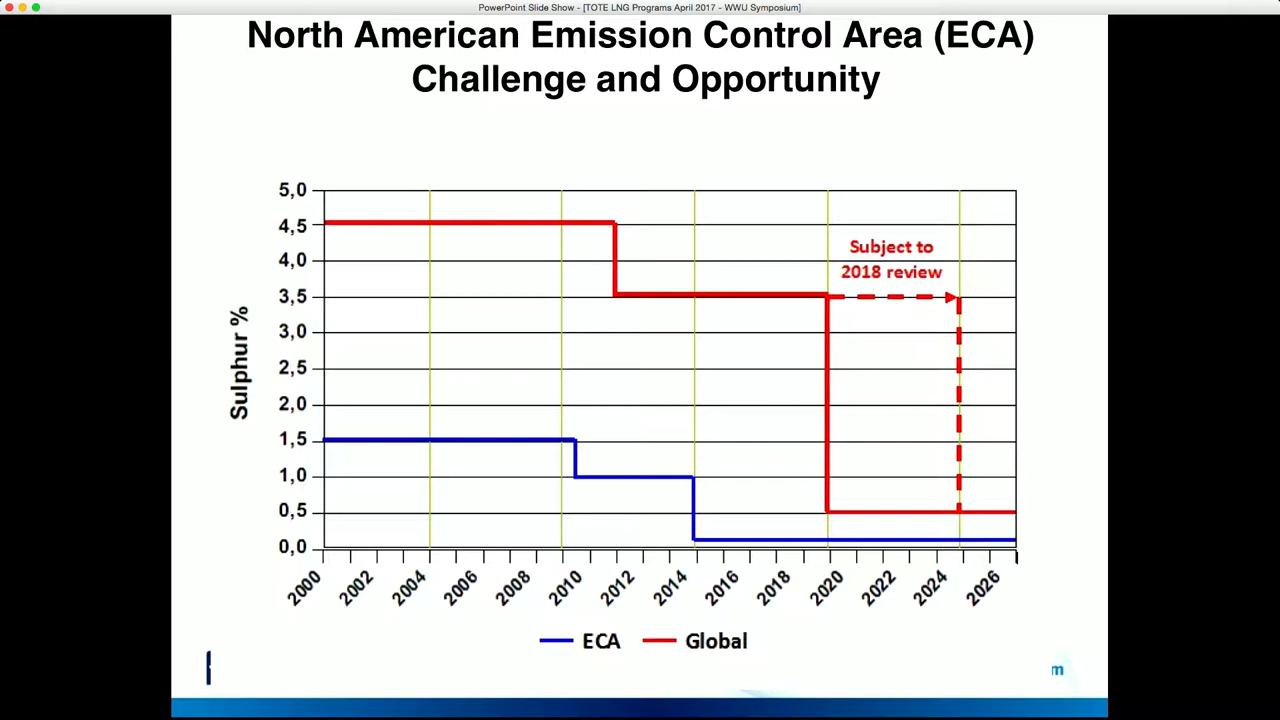 PowerPoint Slide Show - [TOTE LNG Programs April 2017 - WWU Symposium]
North American Emission Control Area (ECA)
Challenge and Opportunity
5,0
4,5
4,0
3,5
3,0
2,5
2,0
1,5
1,0
0,5
0,0
Sulphur %
Subject to
2018 review
2000
2002
2004
2006
2008
2010
2012
2014
2016
2018
2020
2022
2024
2026
ECA
Global
m